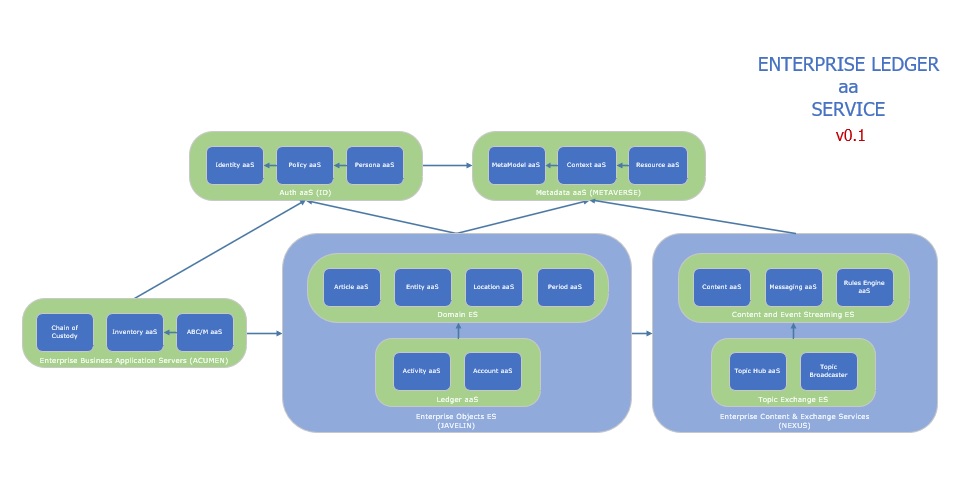 ENTERPRISE LEDGER
aa
SERVICE
v0.1
Identity aaS
Policy aaS
Persona aaS
Auth aaS (ID)
MetaModel aaS
Context aaS
Resource aaS
Metadata aaS (METAVERSE)
Chain of
Custody
Inventory aaS
ABC/M aaS
Enterprise Business Application Servers (ACUMEN)
Article aaS
Entity aaS
Location aaS
Period aaS
Domain ES
Activity aaS
Account aaS
Ledger aaS
Enterprise Objects ES
(JAVELIN)
Content aaS
Messaging aaS
Rules Engine
aaS
Content and Event Streaming ES
Topic Hub aaS
Topic
Broadcaster
Topic Exchange ES
Enterprise Content & Exchange Services
(NEXUS)